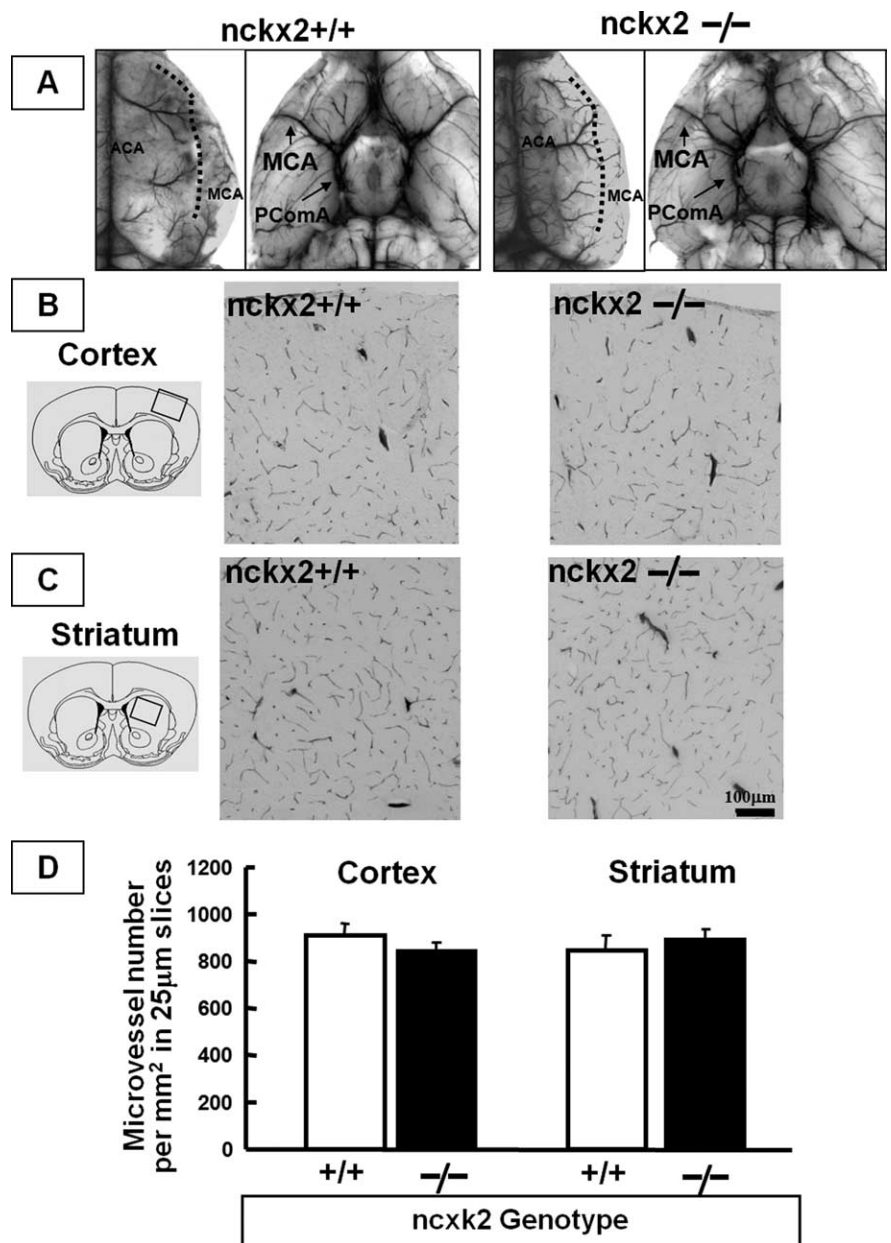 nckx2+/+
nckx2 −/−
A
ACA
MCA
MCA
PComA
ACA
MCA
MCA
PComA
B
Cortex
nckx2+/+
nckx2 −/−
C
Striatum
nckx2+/+
nckx2 −/−
100μm
D
Microvessel number
per mm² in 25μm slices
1200
1000
800
600
400
200
0
Cortex
Striatum
+/+
−/−
+/+
−/−
ncxk2 Genotype